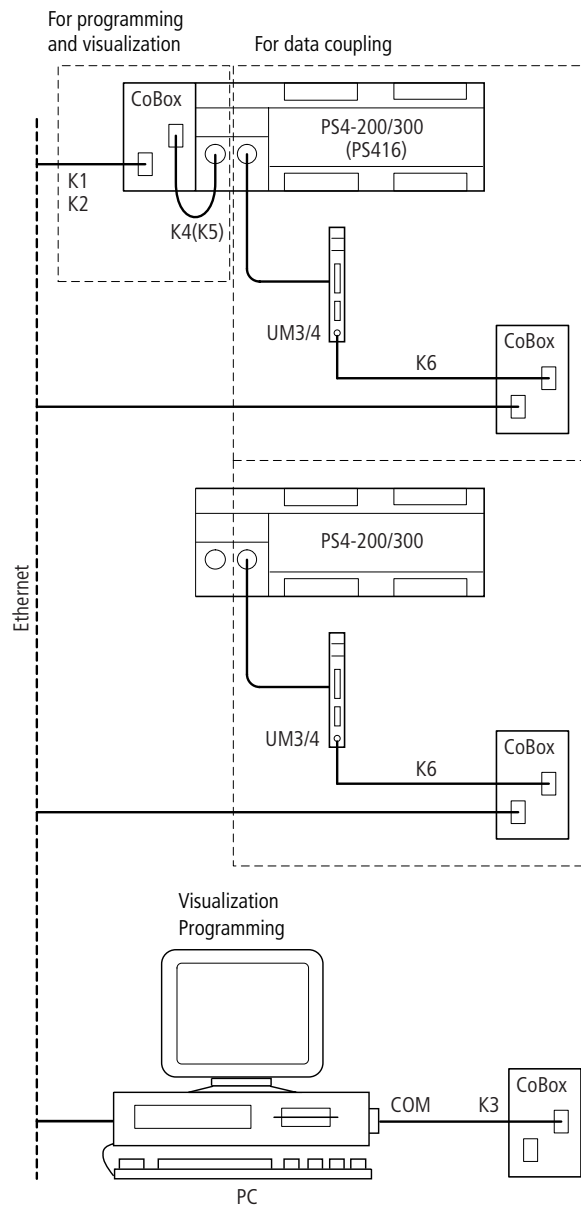 For programming
and visualization
For data coupling
CoBox
PS4-200/300
(PS416)
K1
K2
K4(K5)
UM3/4
CoBox
K6
PS4-200/300
Ethernet
UM3/4
CoBox
K6
Visualization
Programming
CoBox
COM
K3
PC